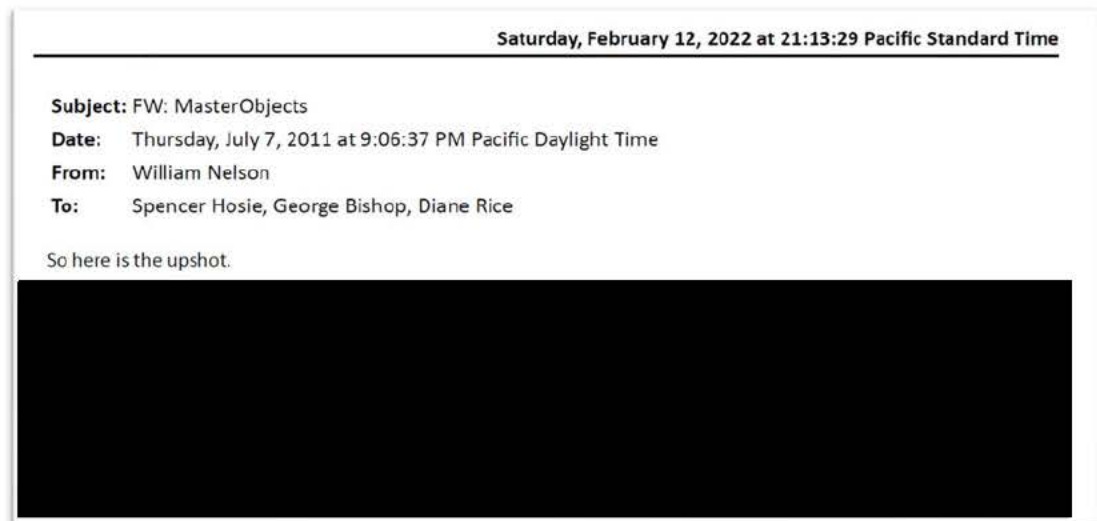 Saturday, February 12, 2022 at 21:13:29 Pacific Standard Time
Subject: FW: MasterObjects
Date: Thursday, July 7, 2011 at 9:06:37 PM Pacific Daylight Time
From: William Nelson
To: Spencer Hosie, George Bishop, Diane Rice
So here is the upshot.